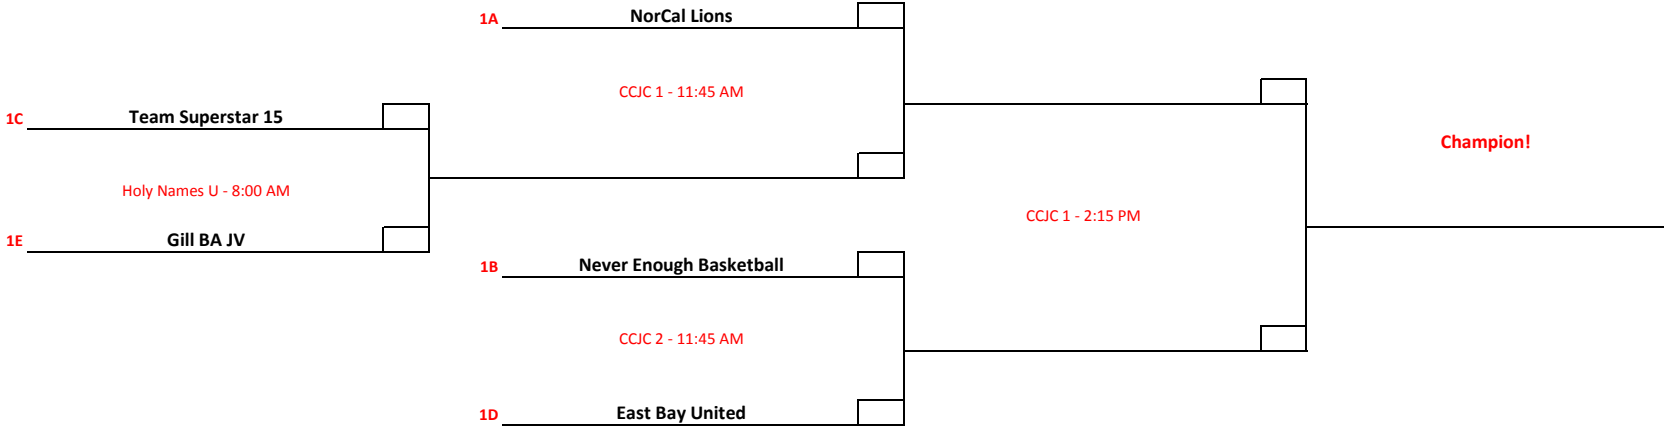 1A NorCal Lions
CCJC 1 - 11:45 AM
1C Team Superstar 15
Champion!
Holy Names U - 8:00 AM
CCJC 1 - 2:15 PM
1E Gill BA JV
1B Never Enough Basketball
CCJC 2 - 11:45 AM
1D East Bay United